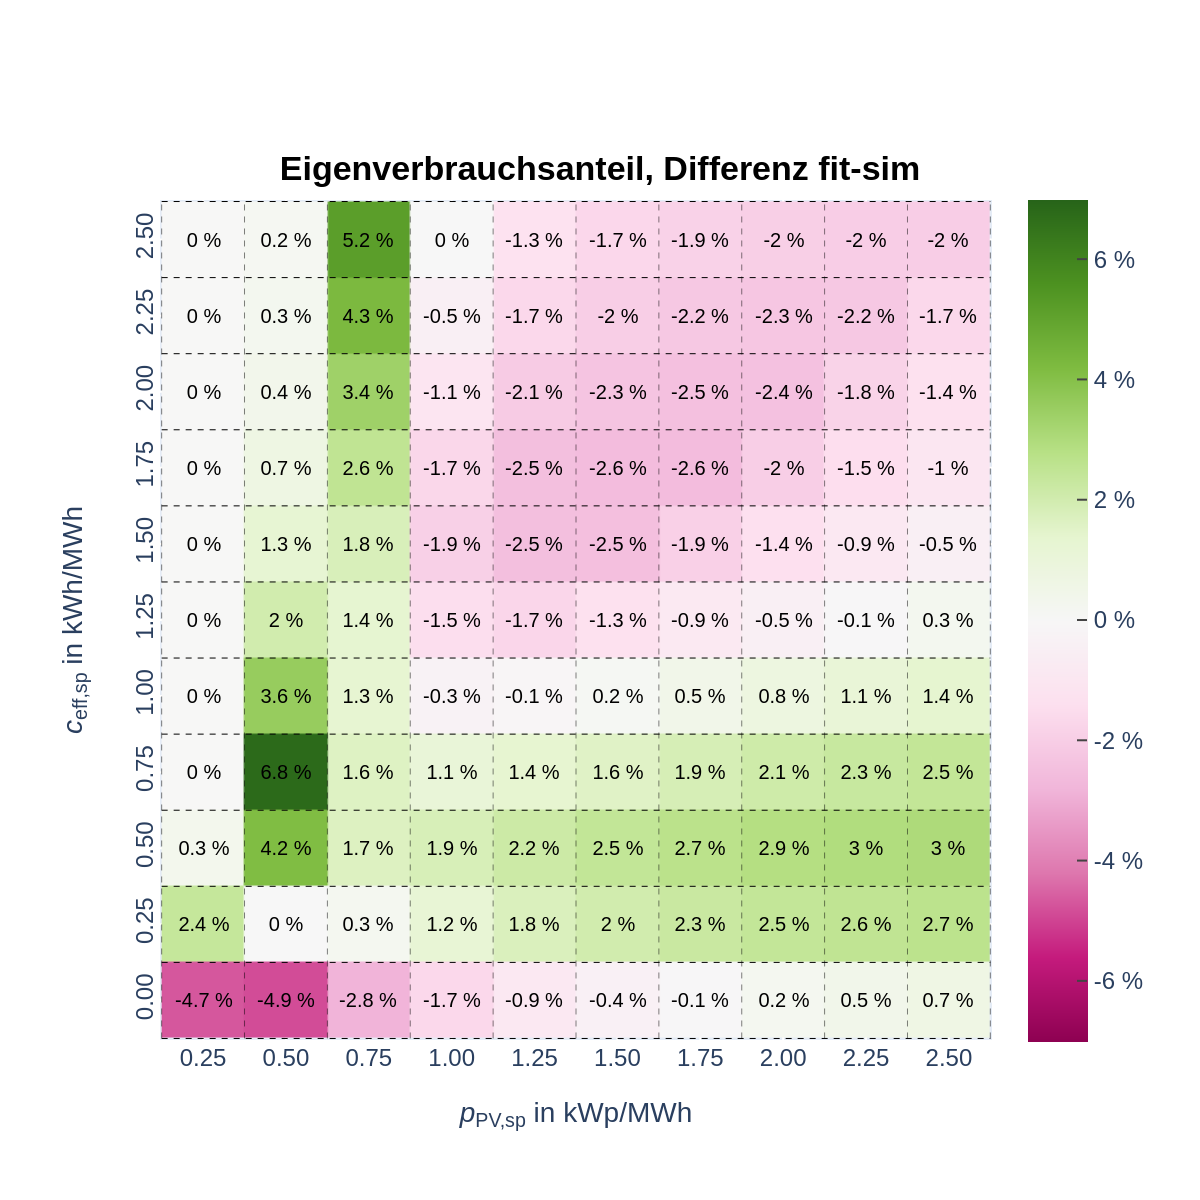 Eigenverbrauchsanteil, Differenz fit-sim
2.50 0 % 0.2 % 5.2 % 0 % -1.3 % -1.7 % -1.9 % -2 % -2 % -2 %
2.25 0 % 0.3 % 4.3 % -0.5 % -1.7 % -2 % -2.2 % -2.3 % -2.2 % -1.7 %
2.00 0 % 0.4 % 3.4 % -1.1 % -2.1 % -2.3 % -2.5 % -2.4 % -1.8 % -1.4 %
1.75 0 % 0.7 % 2.6 % -1.7 % -2.5 % -2.6 % -2.6 % -2 % -1.5 % -1 %
1.50 0 % 1.3 % 1.8 % -1.9 % -2.5 % -2.5 % -1.9 % -1.4 % -0.9 % -0.5 %
1.25 0 % 2 % 1.4 % -1.5 % -1.7 % -1.3 % -0.9 % -0.5 % -0.1 % 0.3 %
1.00 0 % 3.6 % 1.3 % -0.3 % -0.1 % 0.2 % 0.5 % 0.8 % 1.1 % 1.4 %
0.75 0 % 6.8 % 1.6 % 1.1 % 1.4 % 1.6 % 1.9 % 2.1 % 2.3 % 2.5 %
0.50 0.3 % 4.2 % 1.7 % 1.9 % 2.2 % 2.5 % 2.7 % 2.9 % 3 % 3 %
0.25 2.4 % 0 % 0.3 % 1.2 % 1.8 % 2 % 2.3 % 2.5 % 2.6 % 2.7 %
0.00 -4.7 % -4.9 % -2.8 % -1.7 % -0.9 % -0.4 % -0.1 % 0.2 % 0.5 % 0.7 %
0.25 0.50 0.75 1.00 1.25 1.50 1.75 2.00 2.25 2.50
pPV,sp in kWp/MWh
ceff,sp in kWh/MWh
6 %
4 %
2 %
0 %
-2 %
-4 %
-6 %